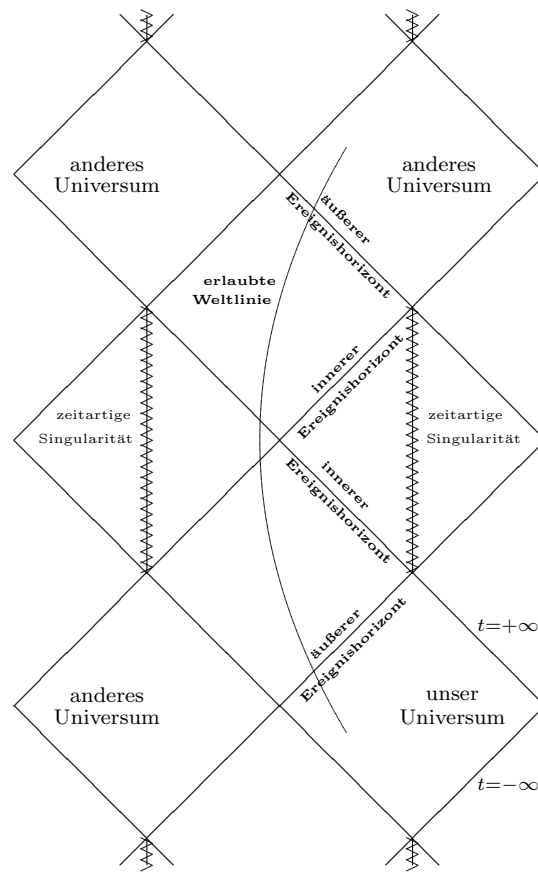 anderes
Universum
anderes
Universum
äußerer
Ereignishorizont
erlaubte
Weltlinie
innerer
Ereignishorizont
zeitartige
Singularität
zeitartige
Singularität
innerer
Ereignishorizont
t=+∞
äußerer
Ereignishorizont
anderes
Universum
unser
Universum
t=−∞